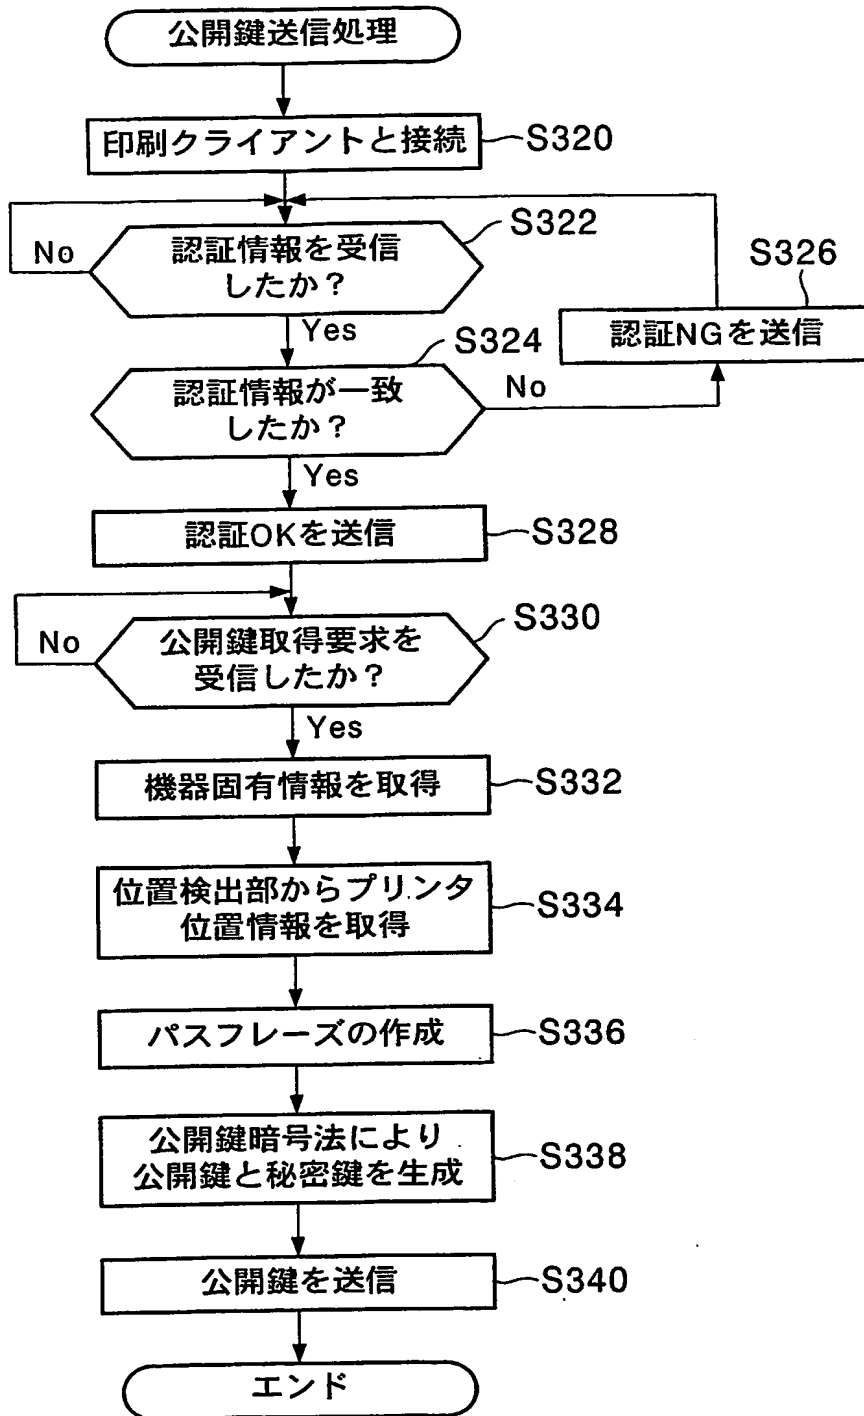 公開鍵送信処理
印刷クライアントと接続
S320
S322
No
認証情報を受信
したか？
S326
Yes
認証NGを送信
S324
認証情報が一致
したか？
No
Yes
認証OKを送信
S328
No
公開鍵取得要求を
受信したか？
S330
Yes
機器固有情報を取得
S332
位置検出部からプリンタ
位置情報を取得
S334
パスフレーズの作成
S336
公開鍵暗号法により
公開鍵と秘密鍵を生成
S338
公開鍵を送信
S340
エンド